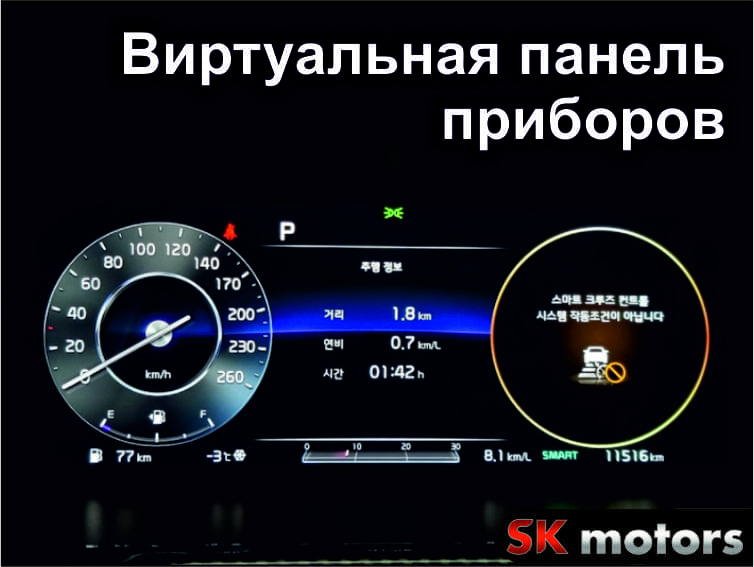 Виртуальная панель
приборов
P
주행 정보
거리 1.8 km
연비 0.7 km/L
시간 01:42 h
0 20 40 60 80 100 120 140 170 200 230 260
km/h
E F
스마트 크루즈 컨트롤
시스템 작동조건이 아닙니다
77 km -3℃ 0 10 20 30 8.1 km/L SMART 11516 km
SK motors